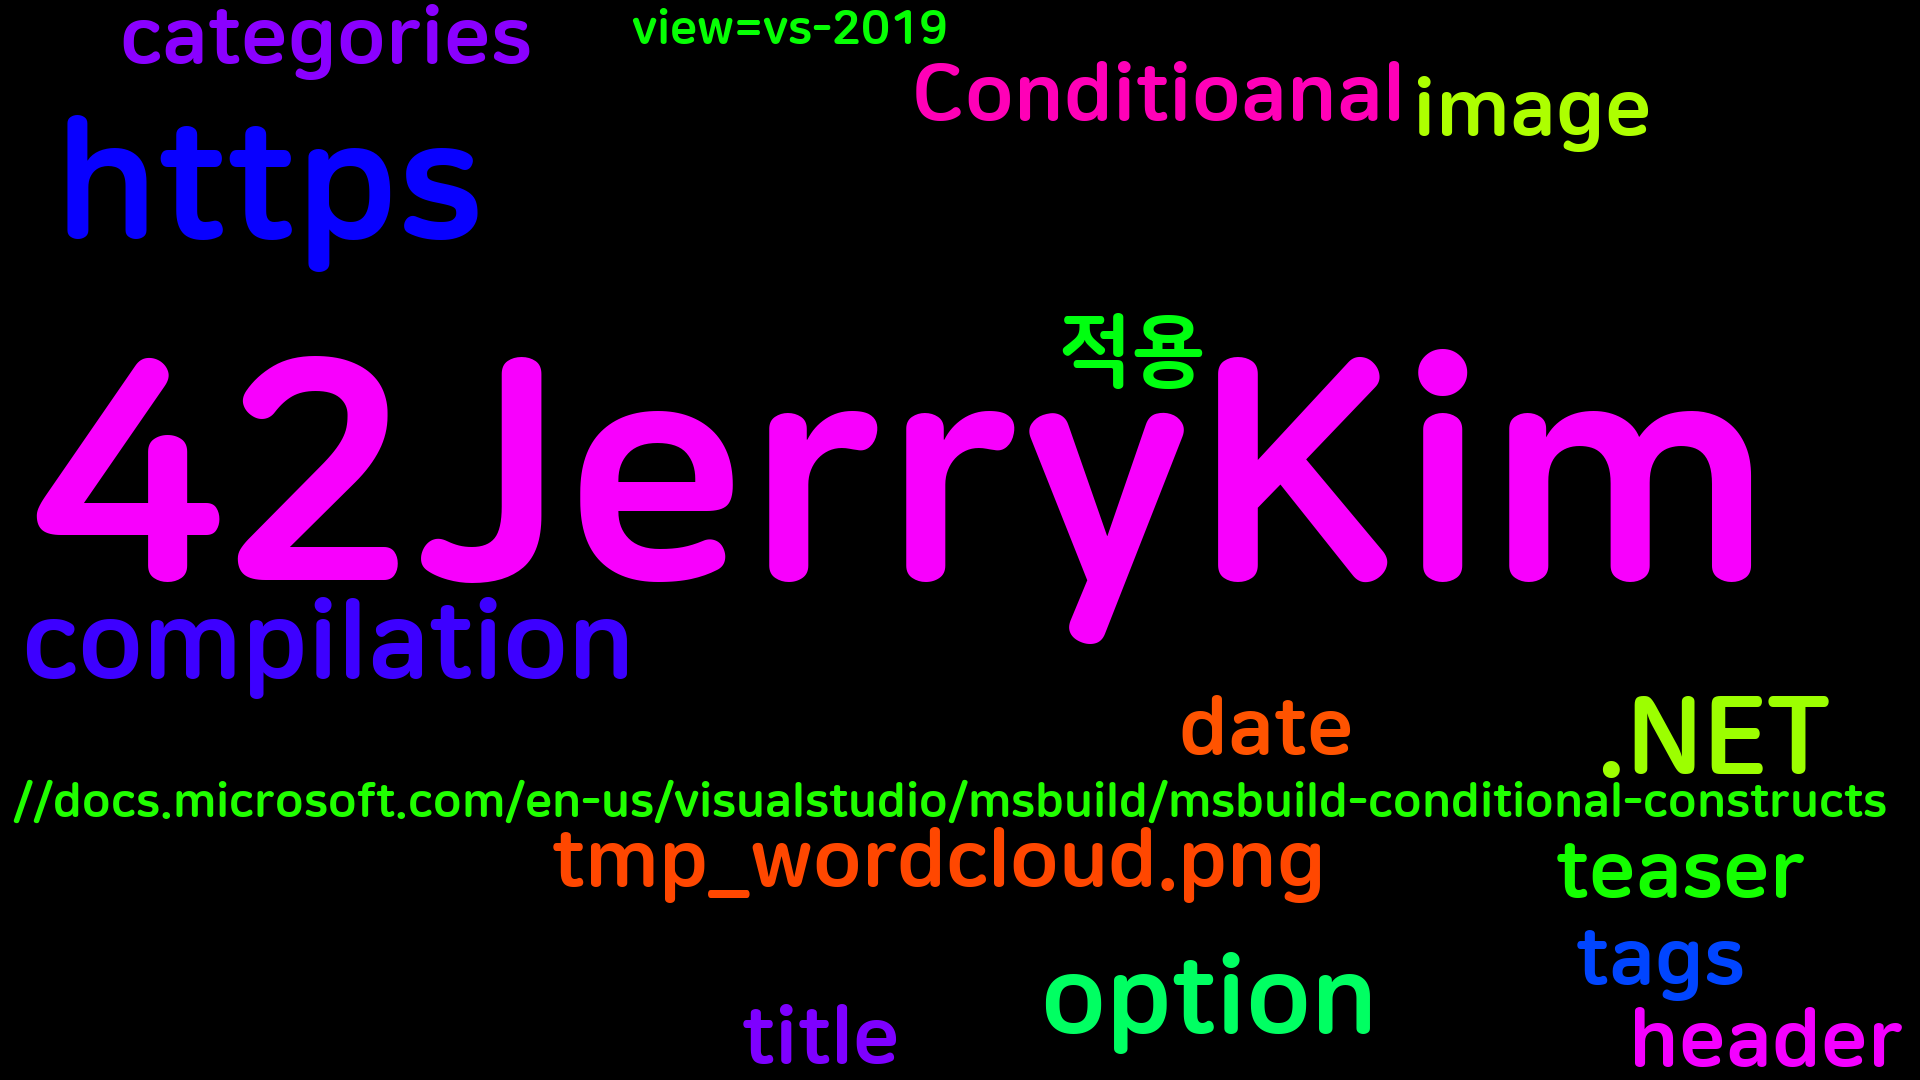 categories
view=vs-2019
Conditioanal
image
https
적용
42JerryKim
compilation
date
.NET
//docs.microsoft.com/en-us/visualstudio/msbuild/msbuild-conditional-constructs
tmp_wordcloud.png
teaser
tags
option
title
header